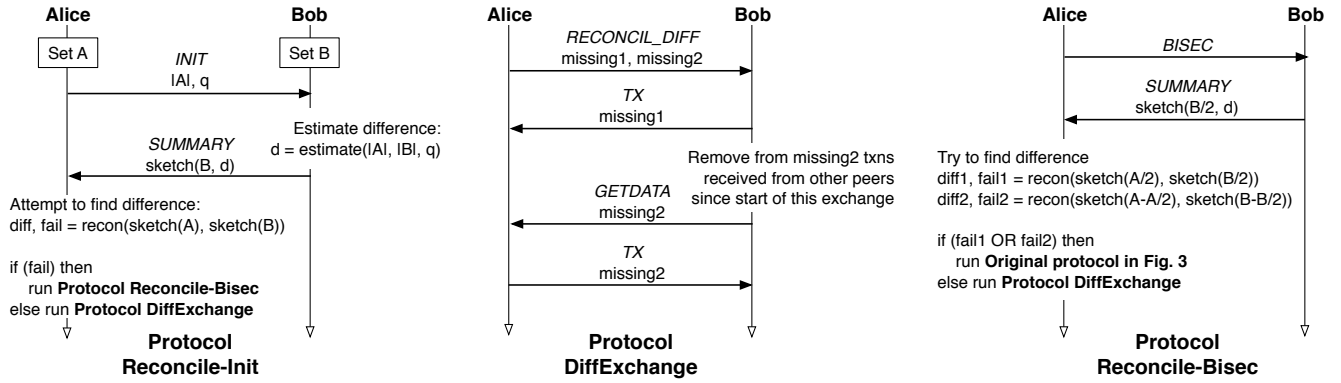 Alice Bob
Set A Set B
INIT
|A|, q
Estimate difference:
d = estimate(|A|, |B|, q)
SUMMARY
sketch(B, d)
Attempt to find difference:
diff, fail = recon(sketch(A), sketch(B))
if (fail) then
run Protocol Reconcile-Bisec
else run Protocol DiffExchange
Protocol
Reconcile-Init
Alice Bob
RECONCIL_DIFF
missing1, missing2
TX
missing1
Remove from missing2 txns
received from other peers
since start of this exchange
GETDATA
missing2
TX
missing2
Protocol
DiffExchange
Alice Bob
BISEC
SUMMARY
sketch(B/2, d)
Try to find difference
diff1, fail1 = recon(sketch(A/2), sketch(B/2))
diff2, fail2 = recon(sketch(A-A/2), sketch(B-B/2))
if (fail1 OR fail2) then
run Original protocol in Fig. 3
else run Protocol DiffExchange
Protocol
Reconcile-Bisec